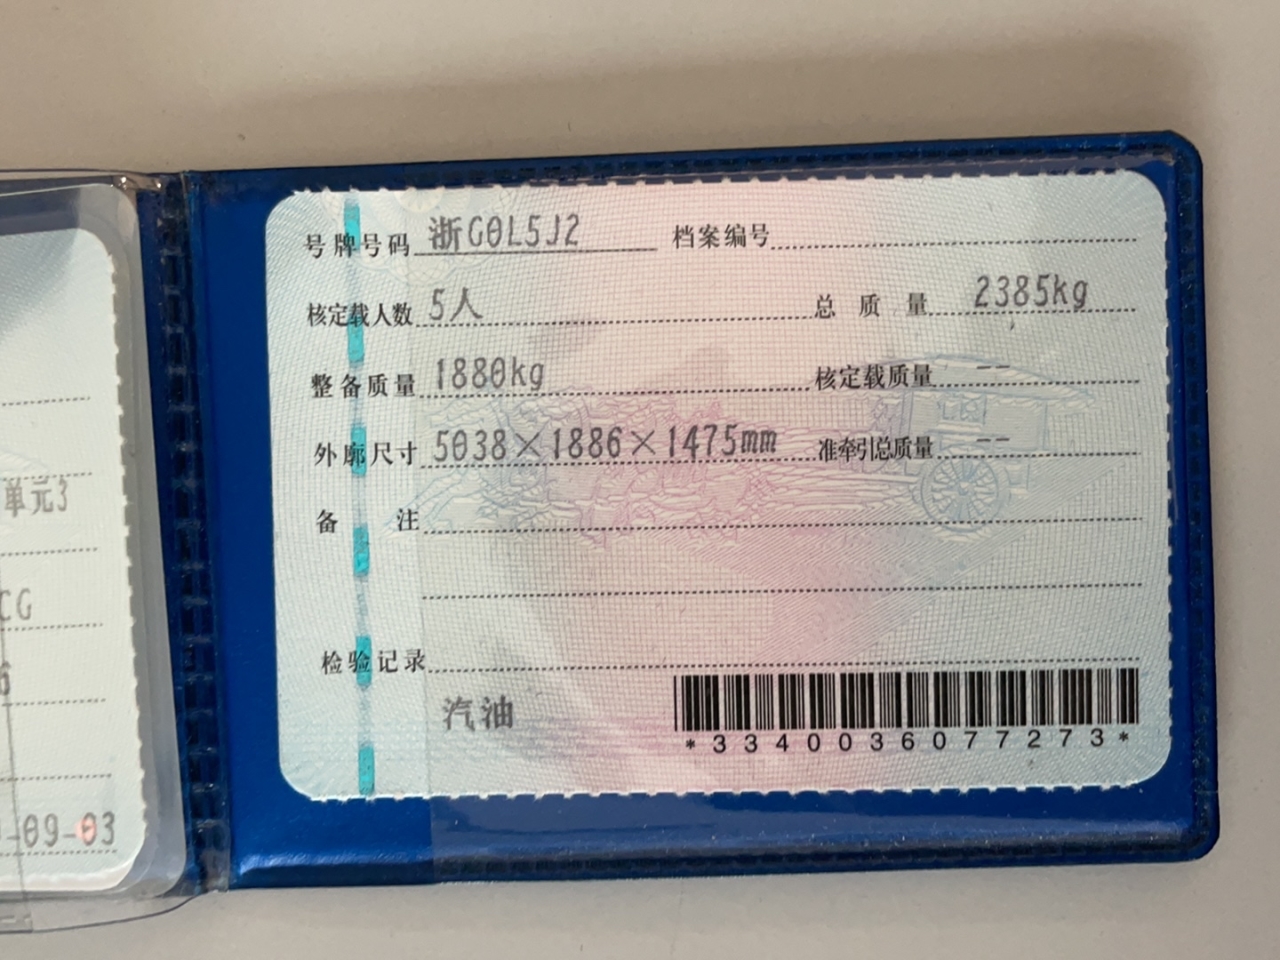 号牌号码 浙G0L5J2 档案编号
核定载人数 5人 总质量 2385kg
整备质量 1880kg 核定载质量 --
外廓尺寸 5038×1886×1475mm 准牵引总质量 --
备注
检验记录
汽油
*3340036077273*
单元3
CG
6
-09-03